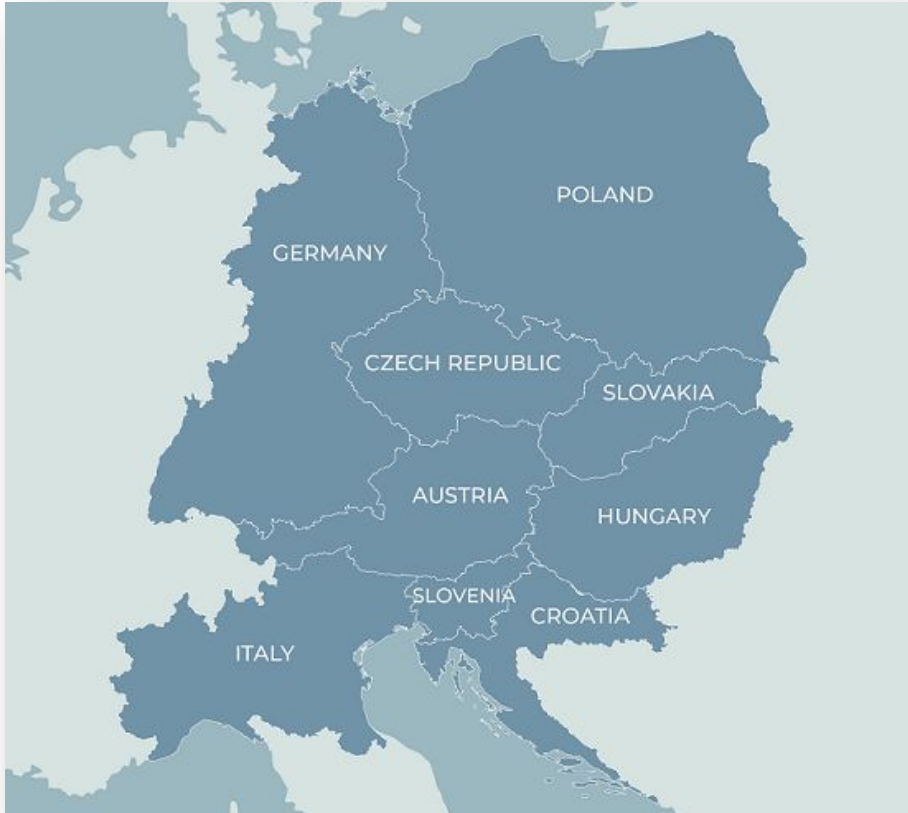 POLAND
GERMANY
CZECH REPUBLIC
SLOVAKIA
AUSTRIA
HUNGARY
SLOVENIA
CROATIA
ITALY